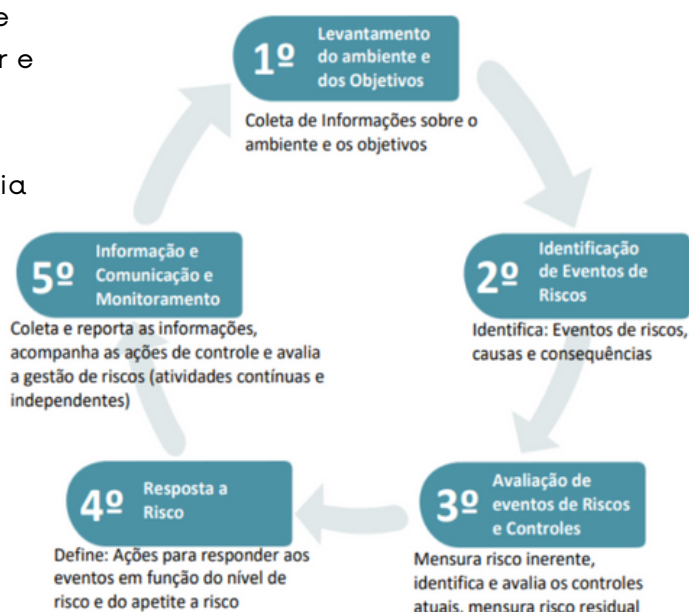 e
r e
ia
1º
Levantamento
do ambiente e
dos Objetivos
Coleta de Informações sobre o
ambiente e os objetivos
2º
Identificação
de Eventos de
Riscos
Identifica: Eventos de riscos,
causas e consequências
3º
Avaliação de
eventos de Riscos
e Controles
Mensura risco inerente,
identifica e avalia os controles
atuais, mensura risco residual
4º
Resposta a
Risco
Define: Ações para responder aos
eventos em função do nível de
risco e do apetite a risco
5º
Informação e
Comunicação e
Monitoramento
Coleta e reporta as informações,
acompanha as ações de controle e avalia
a gestão de riscos (atividades contínuas e
independentes)